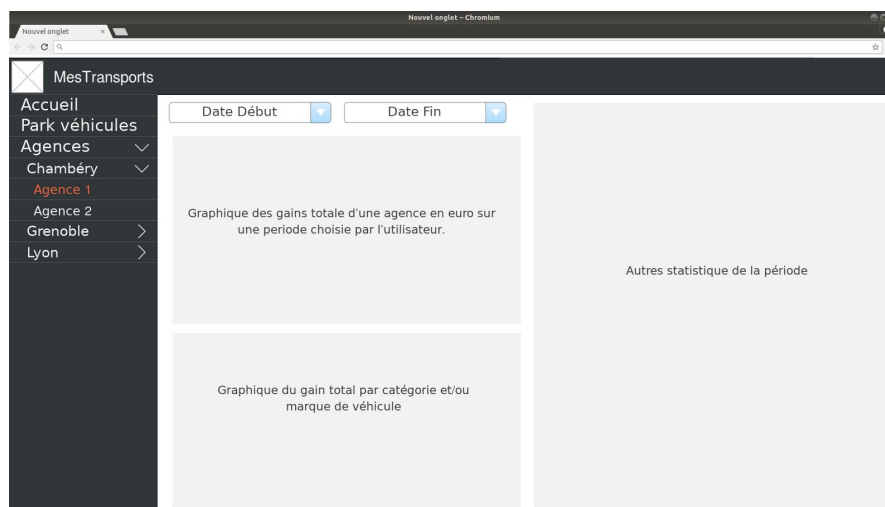 Nouvel onglet – Chromium
Nouvel onglet
MesTransports
Accueil
Park véhicules
Agences
Chambéry
Agence 1
Agence 2
Grenoble
Lyon
Date Début
Date Fin
Graphique des gains totale d'une agence en euro sur
une periode choisie par l'utilisateur.
Graphique du gain total par catégorie et/ou
marque de véhicule
Autres statistique de la période